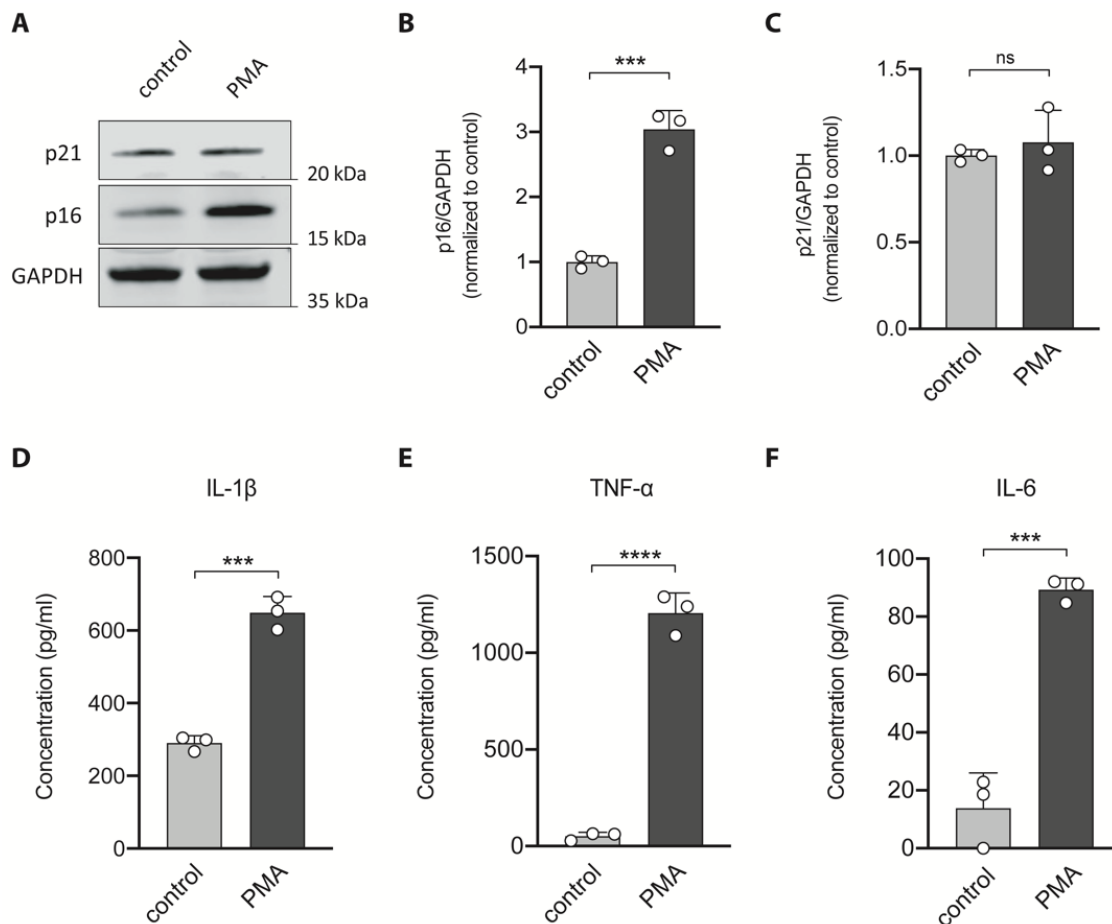 A
control
PMA
p21
20 kDa
p16
15 kDa
GAPDH
35 kDa
B
***
p16/GAPDH
(normalized to control)
4
3
2
1
0
control
PMA
C
ns
p21/GAPDH
(normalized to control)
1.5
1.0
0.5
0.0
control
PMA
D
IL-1β
***
Concentration (pg/ml)
800
600
400
200
0
control
PMA
E
TNF-α
****
Concentration (pg/ml)
1500
1000
500
0
control
PMA
F
IL-6
***
Concentration (pg/ml)
100
80
60
40
20
0
control
PMA